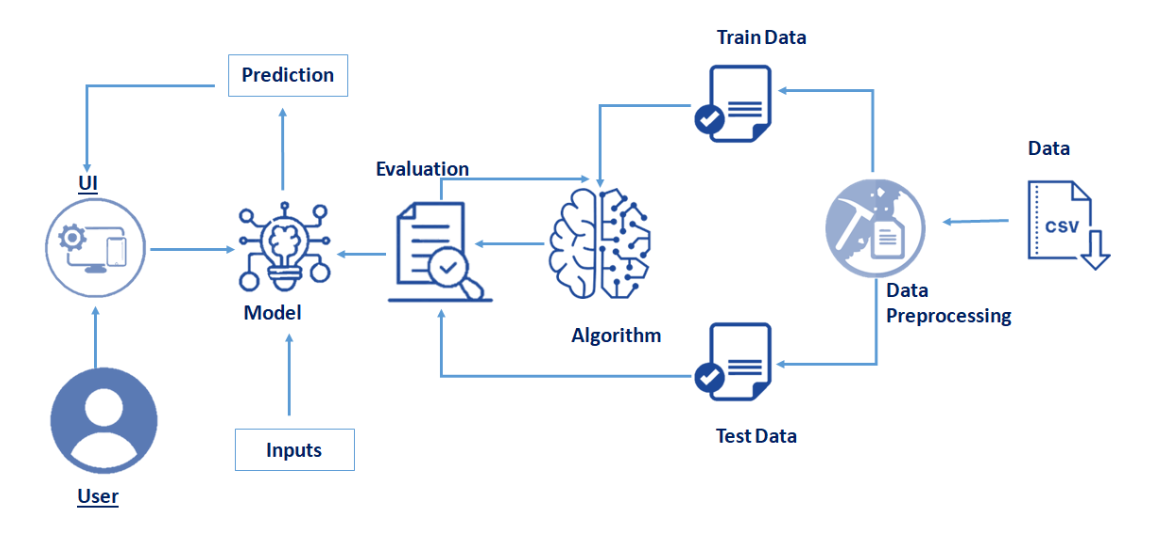 Train Data
Prediction
Data
Evaluation
UI
CSV
Data
Preprocessing
Model
Algorithm
Inputs
Test Data
User